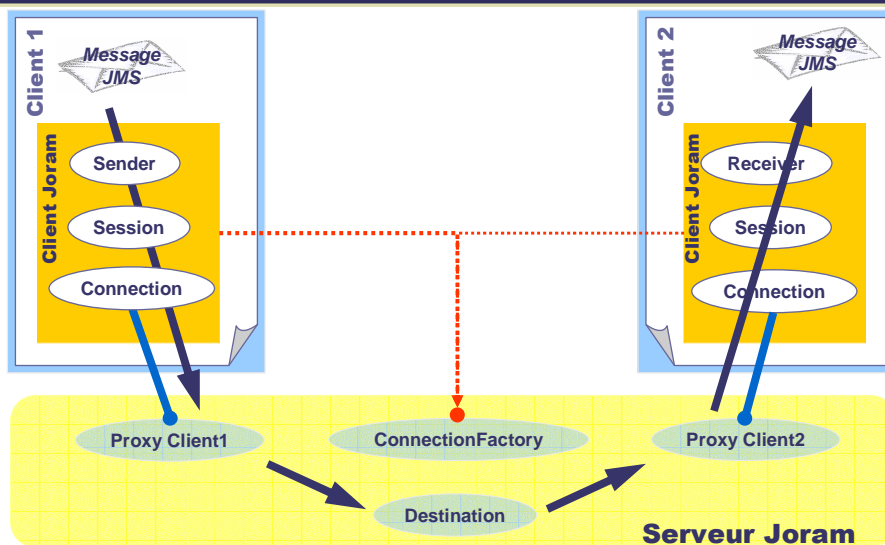 Client 1
Message
JMS
Client Joram
Sender
Session
Connection
Client 2
Message
JMS
Client Joram
Receiver
Session
Connection
Proxy Client1
ConnectionFactory
Proxy Client2
Destination
Serveur Joram